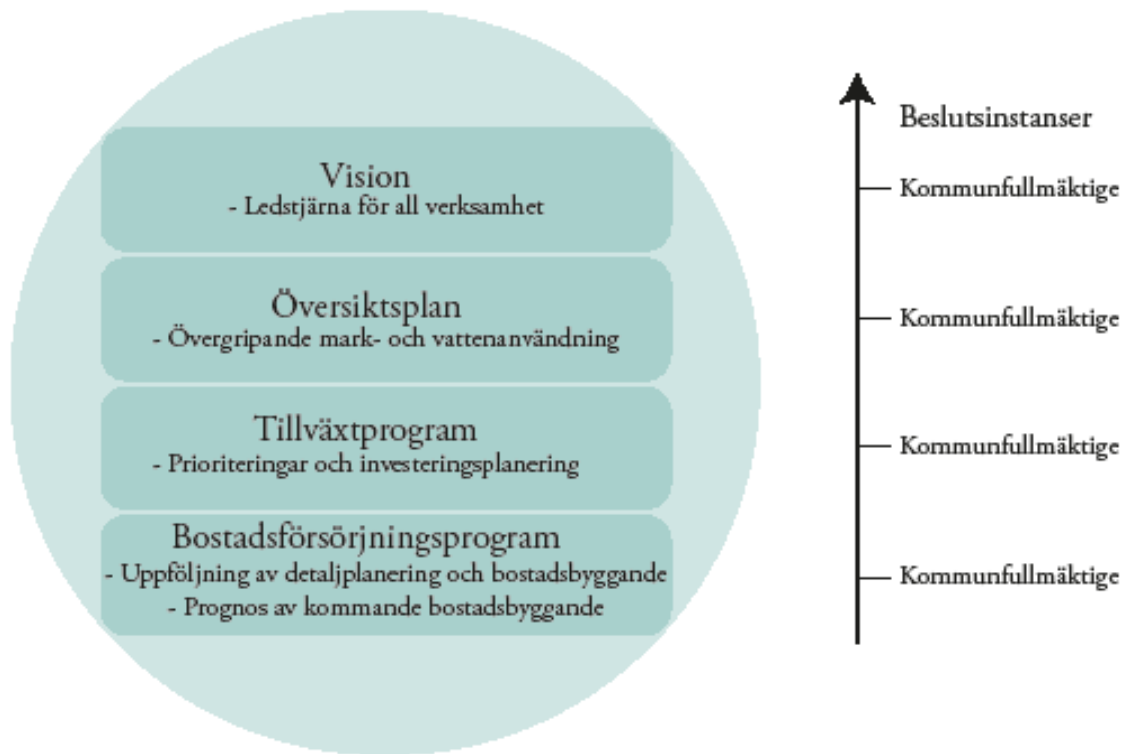 Vision
- Ledstjärna för all verksamhet
Översiktsplan
- Övergripande mark- och vattenanvändning
Tillväxtprogram
- Prioriteringar och investeringsplanering
Bostadsförsörjningsprogram
- Uppföljning av detaljplanering och bostadsbyggande
- Prognos av kommande bostadsbyggande
Beslutsinstanser
Kommunfullmäktige
Kommunfullmäktige
Kommunfullmäktige
Kommunfullmäktige